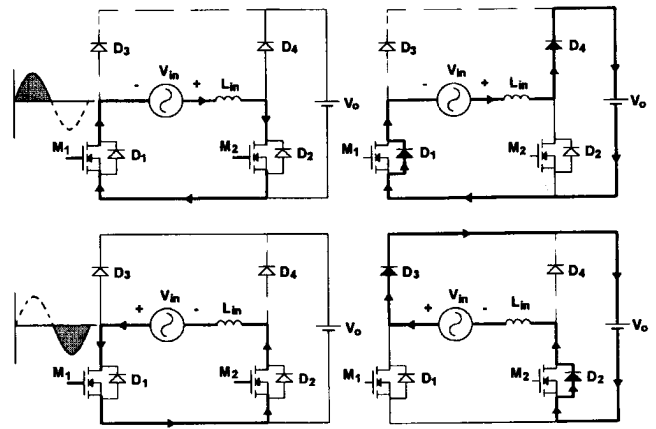 D3
D4
- Vin + Lin
Vo
M1
D1
M2
D2
D3
D4
- Vin + Lin
Vo
M1
D1
M2
D2
D3
D4
+ Vin - Lin
Vo
M1
D1
M2
D2
D3
D4
+ Vin - Lin
Vo
M1
D1
M2
D2